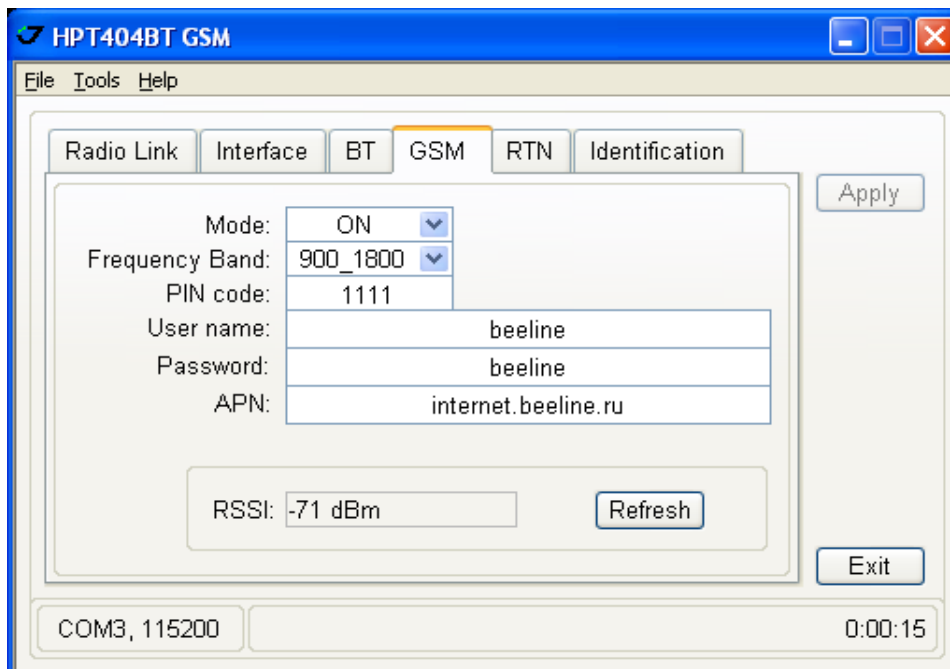 HPT404BT GSM
File Tools Help
Radio Link Interface BT GSM RTN Identification
Apply
Mode: ON
Frequency Band: 900_1800
PIN code: 1111
User name: beeline
Password: beeline
APN: internet.beeline.ru
RSSI: -71 dBm Refresh
Exit
COM3, 115200 0:00:15